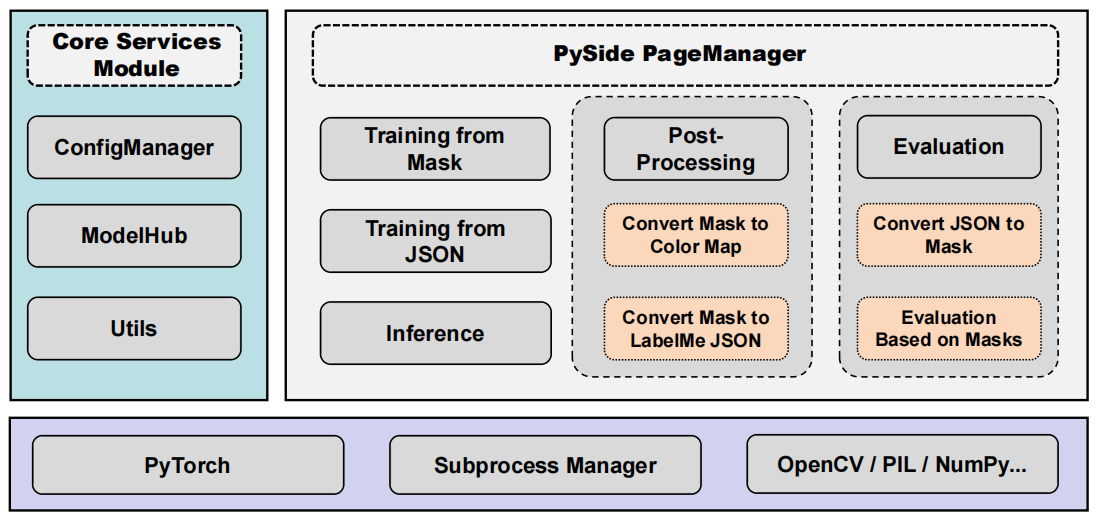 Core Services
Module
ConfigManager
ModelHub
Utils
PySide PageManager
Training from
Mask
Training from
JSON
Inference
Post-
Processing
Convert Mask to
Color Map
Convert Mask to
LabelMe JSON
Evaluation
Convert JSON to
Mask
Evaluation
Based on Masks
PyTorch
Subprocess Manager
OpenCV / PIL / NumPy...